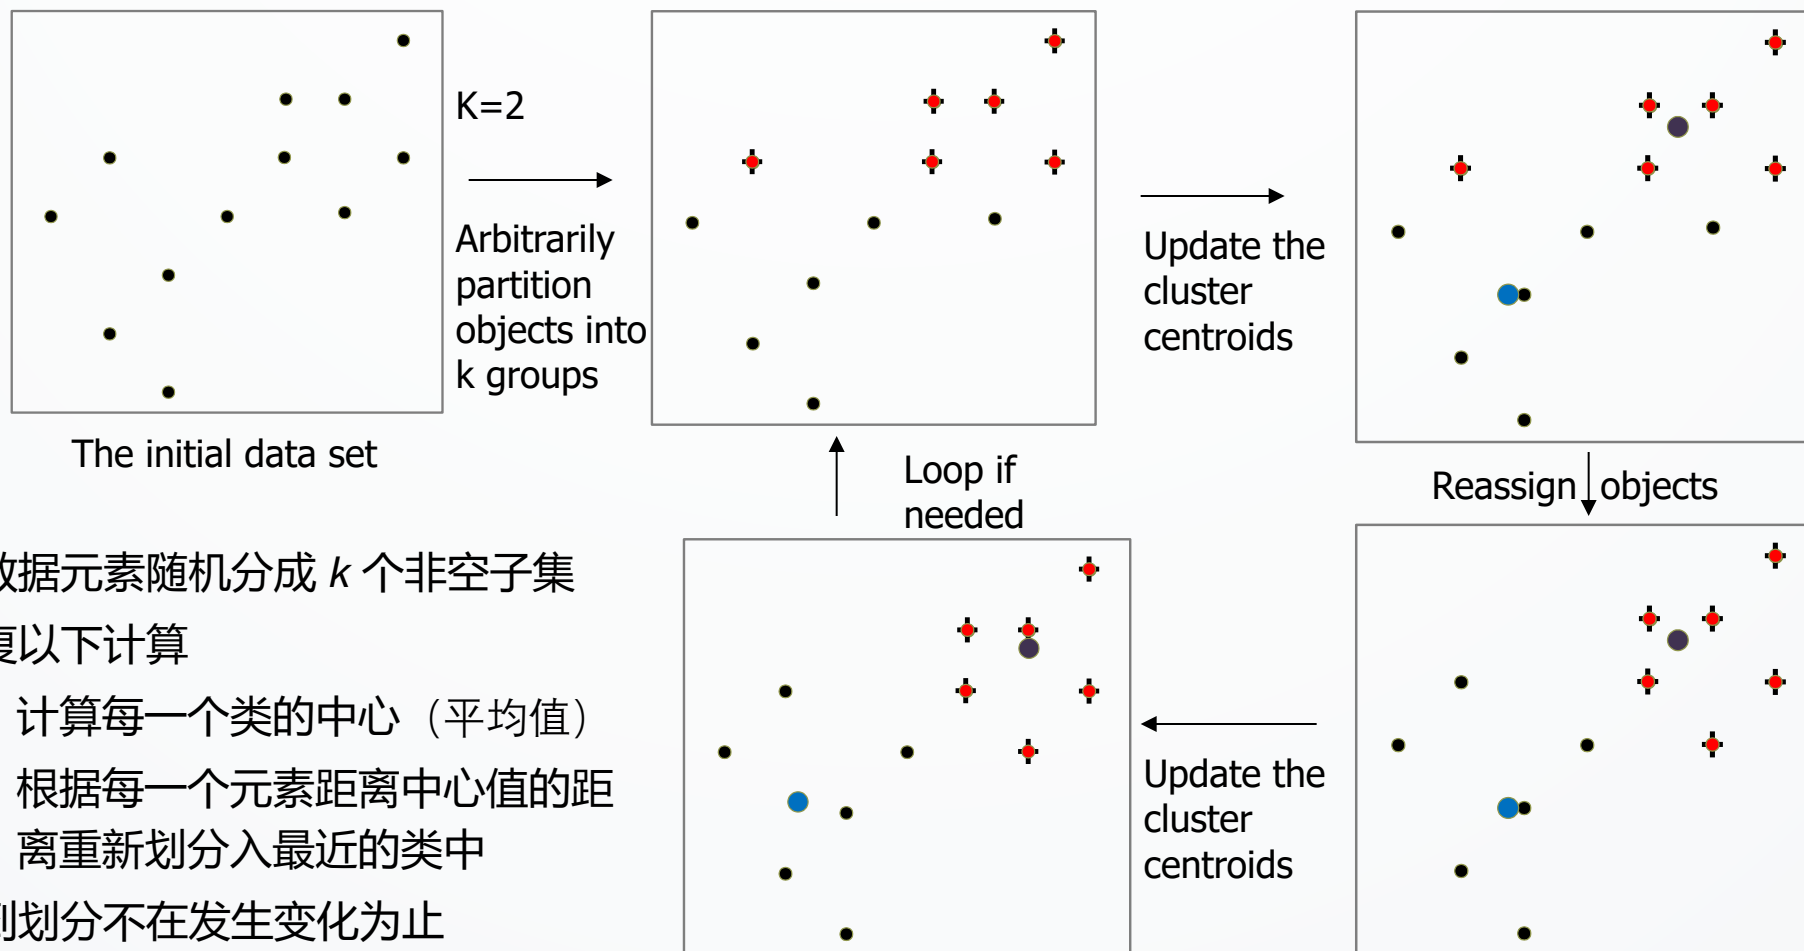 K=2
Arbitrarily
partition
objects into
k groups
The initial data set
Update the
cluster
centroids
Reassign objects
Loop if
needed
Update the
cluster
centroids
数据元素随机分成 k 个非空子集
复以下计算
计算每一个类的中心（平均值）
根据每一个元素距离中心值的距
离重新划分入最近的类中
到划分不在发生变化为止